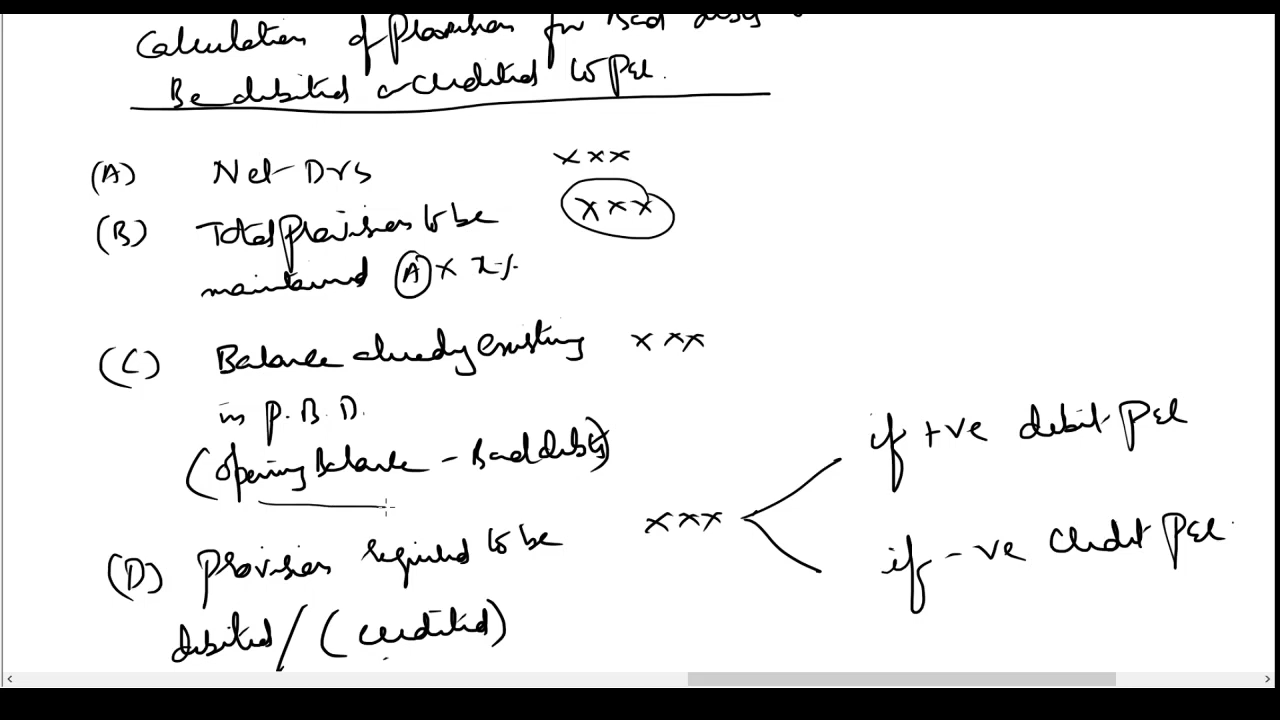 Calculation of Provision for Bad debts
Be debited or Credited to P&L.
(A) Net Drs xxx
(B) Total Provision to be xxx
maintained A x x%
(C) Balance already existing xxx
in P.B.D.
(Opening Balance - Bad debts)
if +ve debit P&L
(D) Provision required to be xxx
if -ve Credit P&L
debited / (credited)